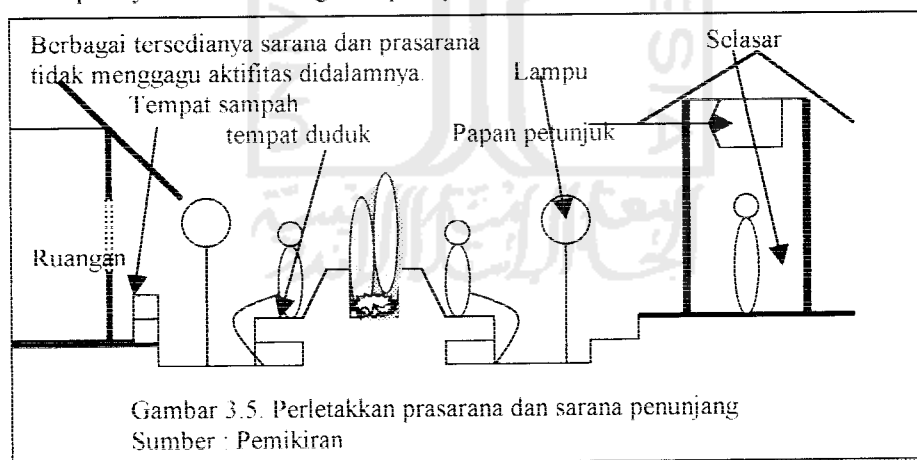 Berbagai tersedianya sarana dan prasarana
tidak menggagu aktifitas didalamnya.
Selasar
Lampu
Tempat sampah
tempat duduk
Papan petunjuk
Ruangan
Gambar 3.5. Perletakkan prasarana dan sarana penunjang
Sumber : Pemikiran